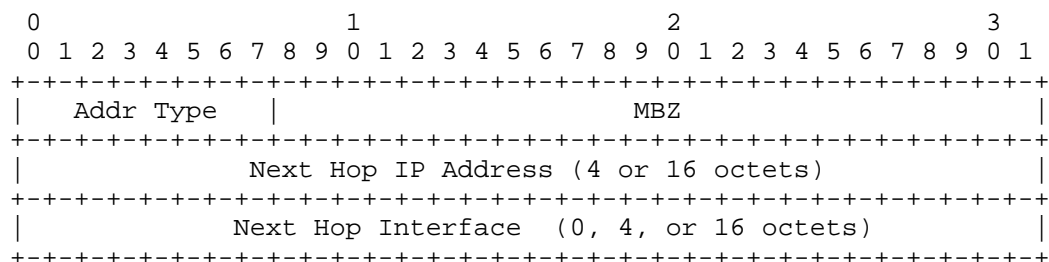 0                   1                   2                   3
 0 1 2 3 4 5 6 7 8 9 0 1 2 3 4 5 6 7 8 9 0 1 2 3 4 5 6 7 8 9 0 1
+-+-+-+-+-+-+-+-+-+-+-+-+-+-+-+-+-+-+-+-+-+-+-+-+-+-+-+-+-+-+-+-+
|   Addr Type   |                      MBZ                      |
+-+-+-+-+-+-+-+-+-+-+-+-+-+-+-+-+-+-+-+-+-+-+-+-+-+-+-+-+-+-+-+-+
|              Next Hop IP Address (4 or 16 octets)             |
+-+-+-+-+-+-+-+-+-+-+-+-+-+-+-+-+-+-+-+-+-+-+-+-+-+-+-+-+-+-+-+-+
|             Next Hop Interface  (0, 4, or 16 octets)          |
+-+-+-+-+-+-+-+-+-+-+-+-+-+-+-+-+-+-+-+-+-+-+-+-+-+-+-+-+-+-+-+-+